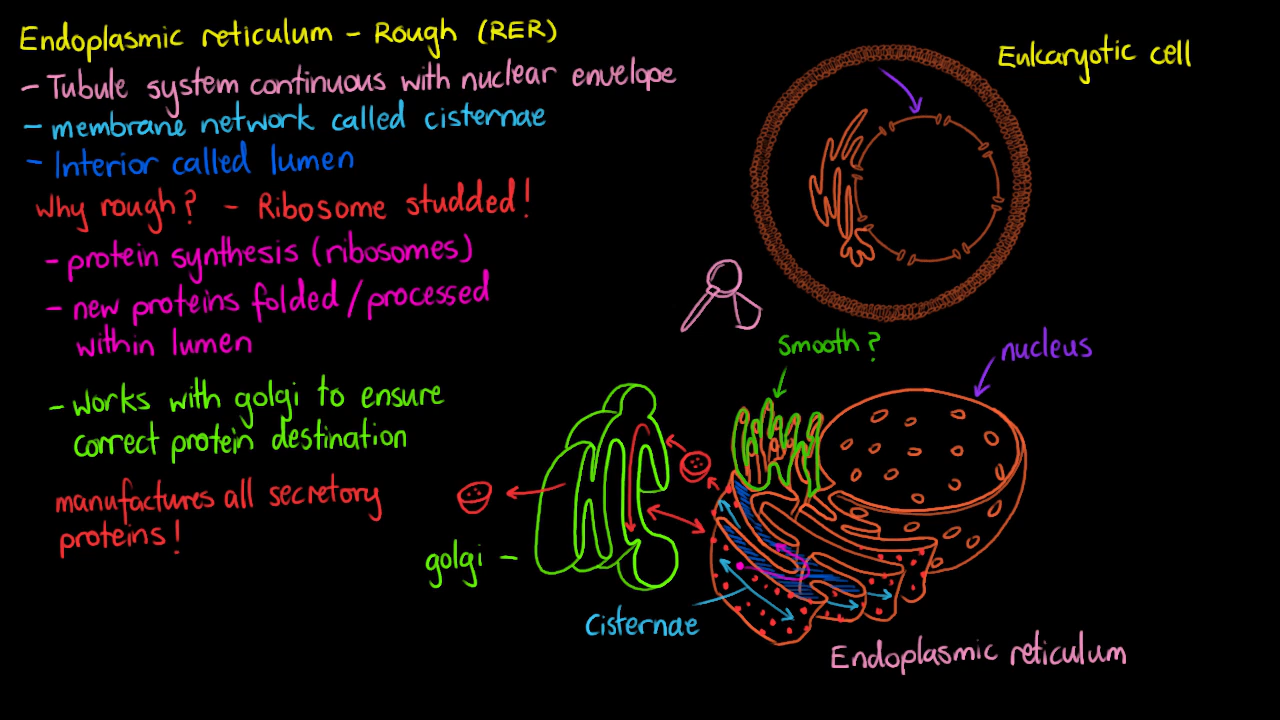 Endoplasmic reticulum - Rough (RER)
- Tubule system continuous with nuclear envelope
- membrane network called cisternae
- Interior called lumen
Why rough? - Ribosome studded!
- protein synthesis (ribosomes)
- new proteins folded/processed
within lumen
- works with golgi to ensure
correct protein destination
manufactures all secretory
proteins!
Eukaryotic cell
Smooth?
nucleus
golgi -
Cisternae
Endoplasmic reticulum